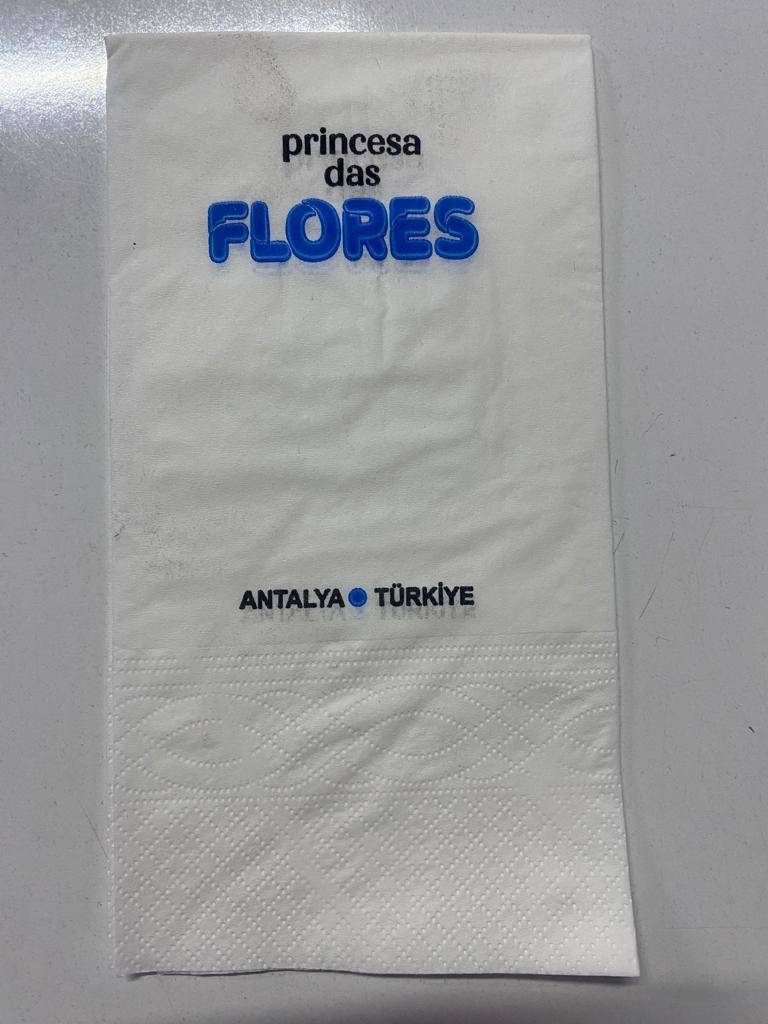 princesa
das
FLORES
ANTALYA ● TÜRKİYE